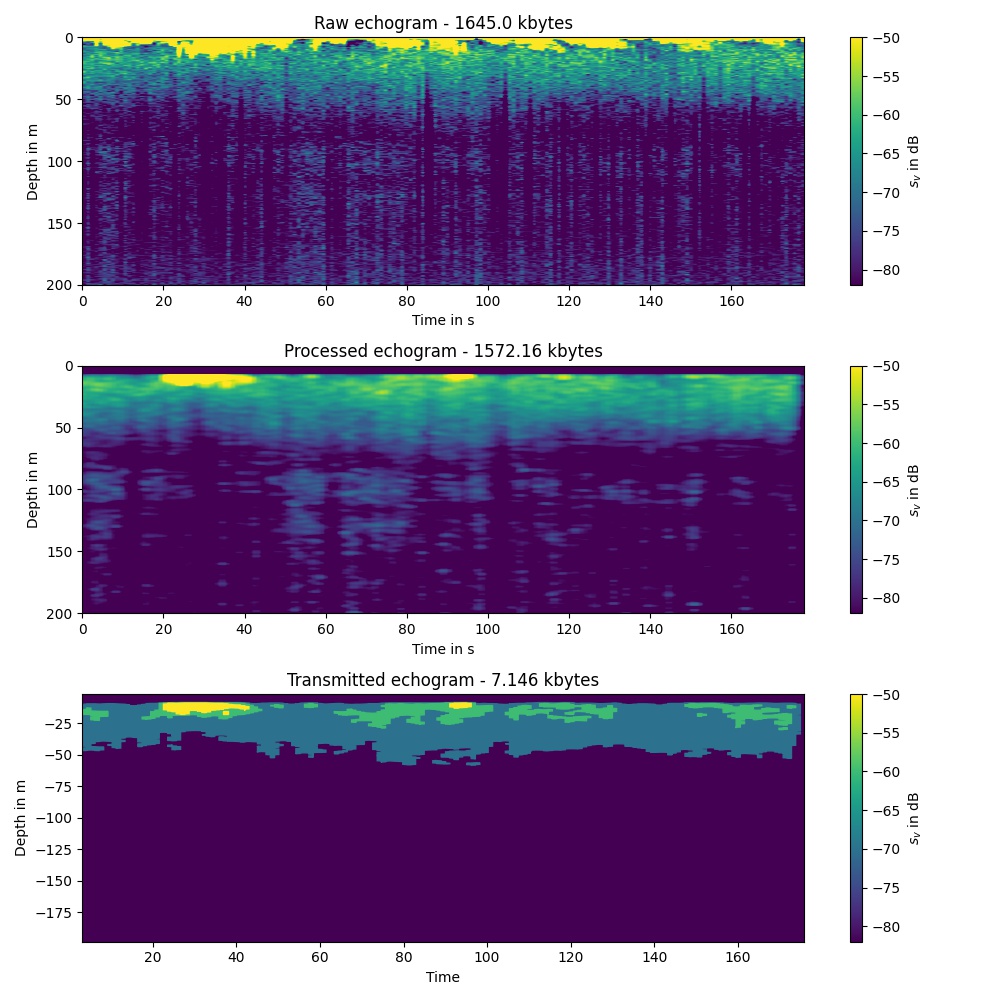 Raw echogram - 1645.0 kbytes
0
50
100
150
200
Depth in m
0 20 40 60 80 100 120 140 160
Time in s
−50
−55
−60
−65
−70
−75
−80
sv in dB
Processed echogram - 1572.16 kbytes
0
50
100
150
200
Depth in m
0 20 40 60 80 100 120 140 160
Time in s
−50
−55
−60
−65
−70
−75
−80
sv in dB
Transmitted echogram - 7.146 kbytes
−25
−50
−75
−100
−125
−150
−175
Depth in m
20 40 60 80 100 120 140 160
Time
−50
−55
−60
−65
−70
−75
−80
sv in dB